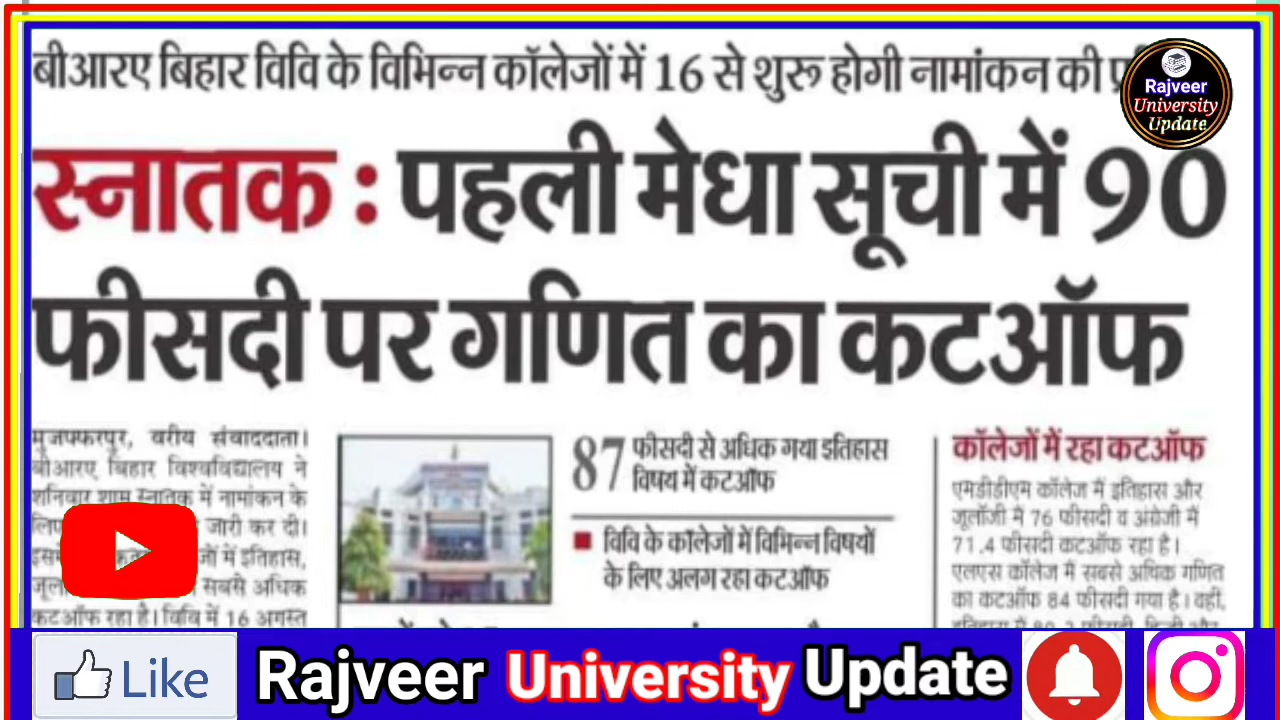 बीआरए बिहार विवि के विभिन्न कॉलेजों में 16 से शुरू होगी नामांकन की
Rajveer
University
Update
स्नातक : पहली मेधा सूची में 90
फीसदी पर गणित का कटऑफ
मुजफ्फरपुर, वरीय संवाददाता।
बीआरए बिहार विश्वविद्यालय ने
शनिवार शाम स्नातक में नामांकन के
जारी कर दी।
में इतिहास,
सबसे अधिक
कटऑफ रहा है। विवि में 16 अगस्त
87 फीसदी से अधिक गया इतिहास
विषय में कटऑफ
विवि के कॉलेजों में विभिन्न विषयों
के लिए अलग रहा कटऑफ
कॉलेजों में रहा कटऑफ
एमडीडीएम कॉलेज में इतिहास और
जूलॉजी में 76 फीसदी व अंग्रेजी में
71.4 फीसदी कटऑफ रहा है।
एलएस कॉलेज में सबसे अधिक गणित
का कटऑफ 84 फीसदी गया है। वहीं,
Like
Rajveer University Update